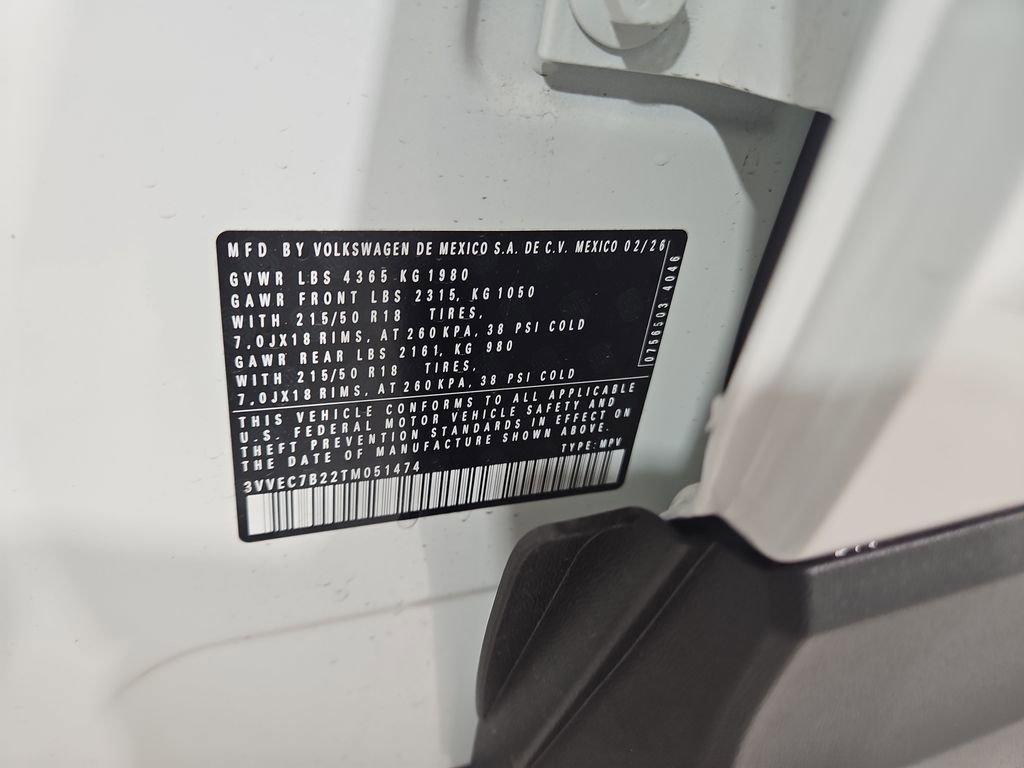 MFD BY VOLKSWAGEN DE MEXICO S.A. DE C.V. MEXICO 02/26
GVWR LBS 4365 KG 1980
GAWR FRONT LBS 2315, KG 1050
WITH 215/50 R18 TIRES,
7.0JX18 RIMS, AT 260 KPA, 38 PSI COLD
GAWR REAR LBS 2161, KG 980
WITH 215/50 R18 TIRES,
7.0JX18 RIMS, AT 260 KPA, 38 PSI COLD
THIS VEHICLE CONFORMS TO ALL APPLICABLE
U.S. FEDERAL MOTOR VEHICLE SAFETY AND
THEFT PREVENTION STANDARDS IN EFFECT ON
THE DATE OF MANUFACTURE SHOWN ABOVE.
TYPE: MPV
3VVEC7B22TM051474
0756503 4046